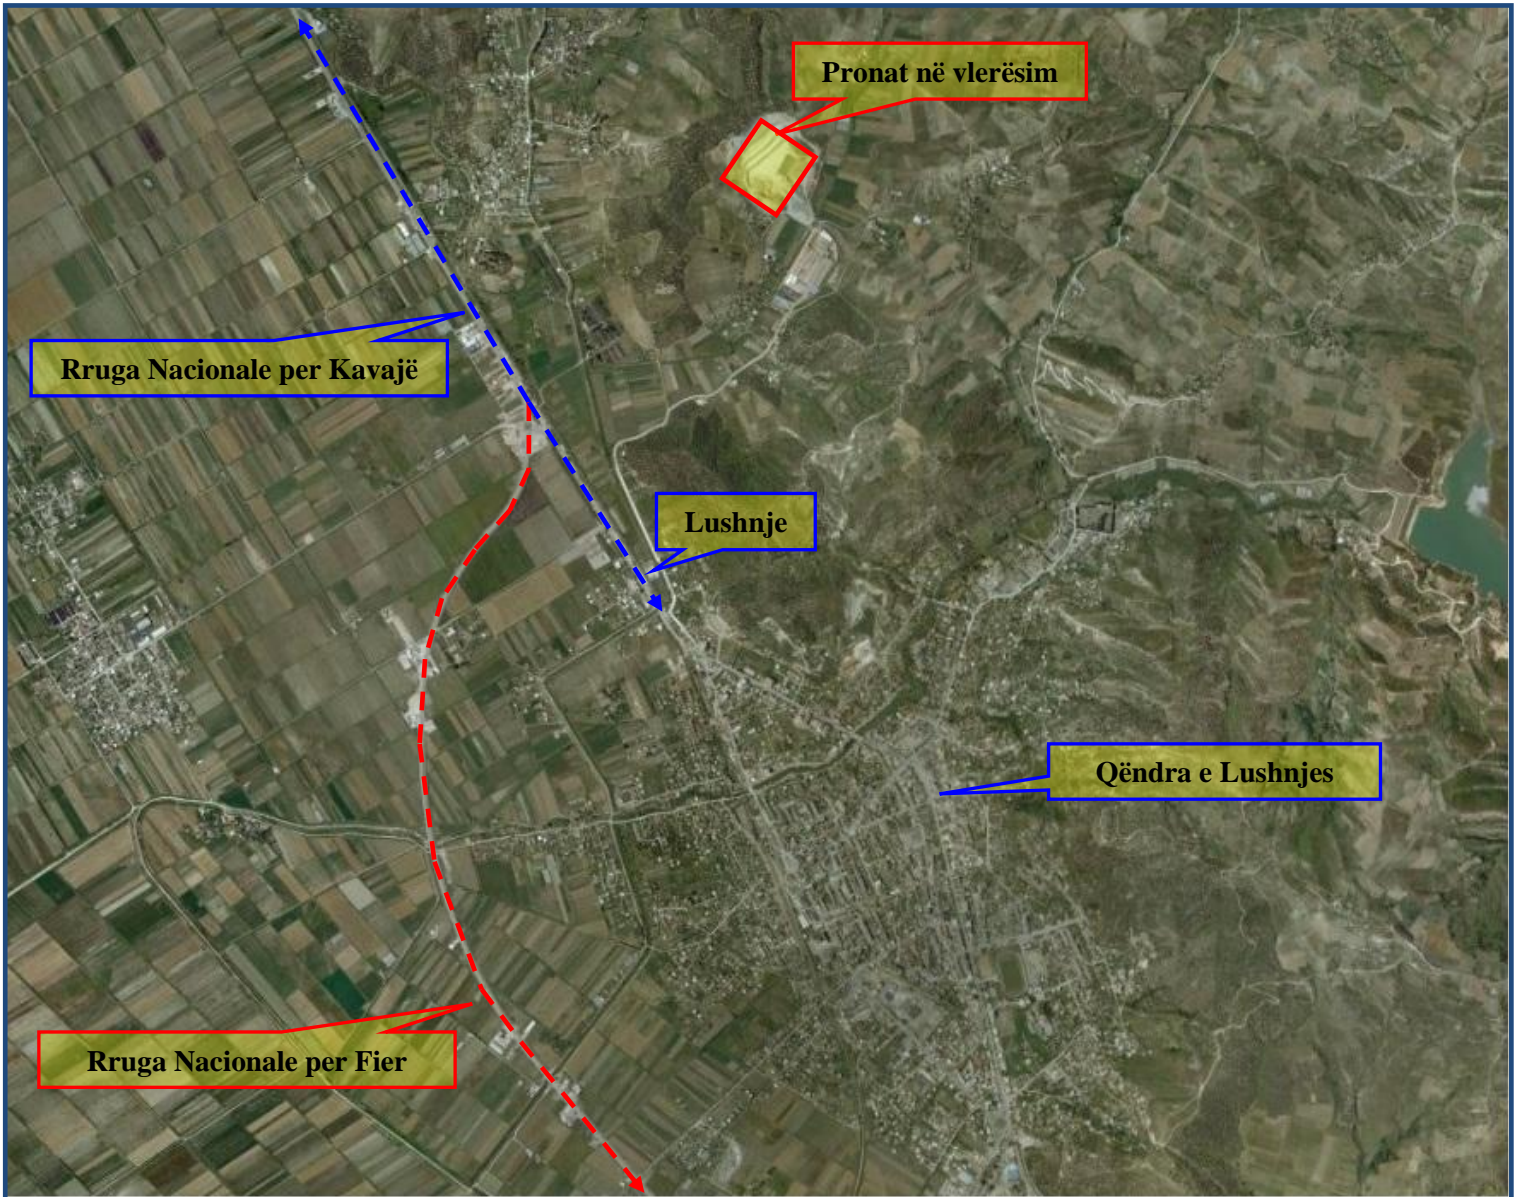 Pronat në vlerësim
Rruga Nacionale per Kavajë
Lushnje
Qëndra e Lushnjes
Rruga Nacionale per Fier